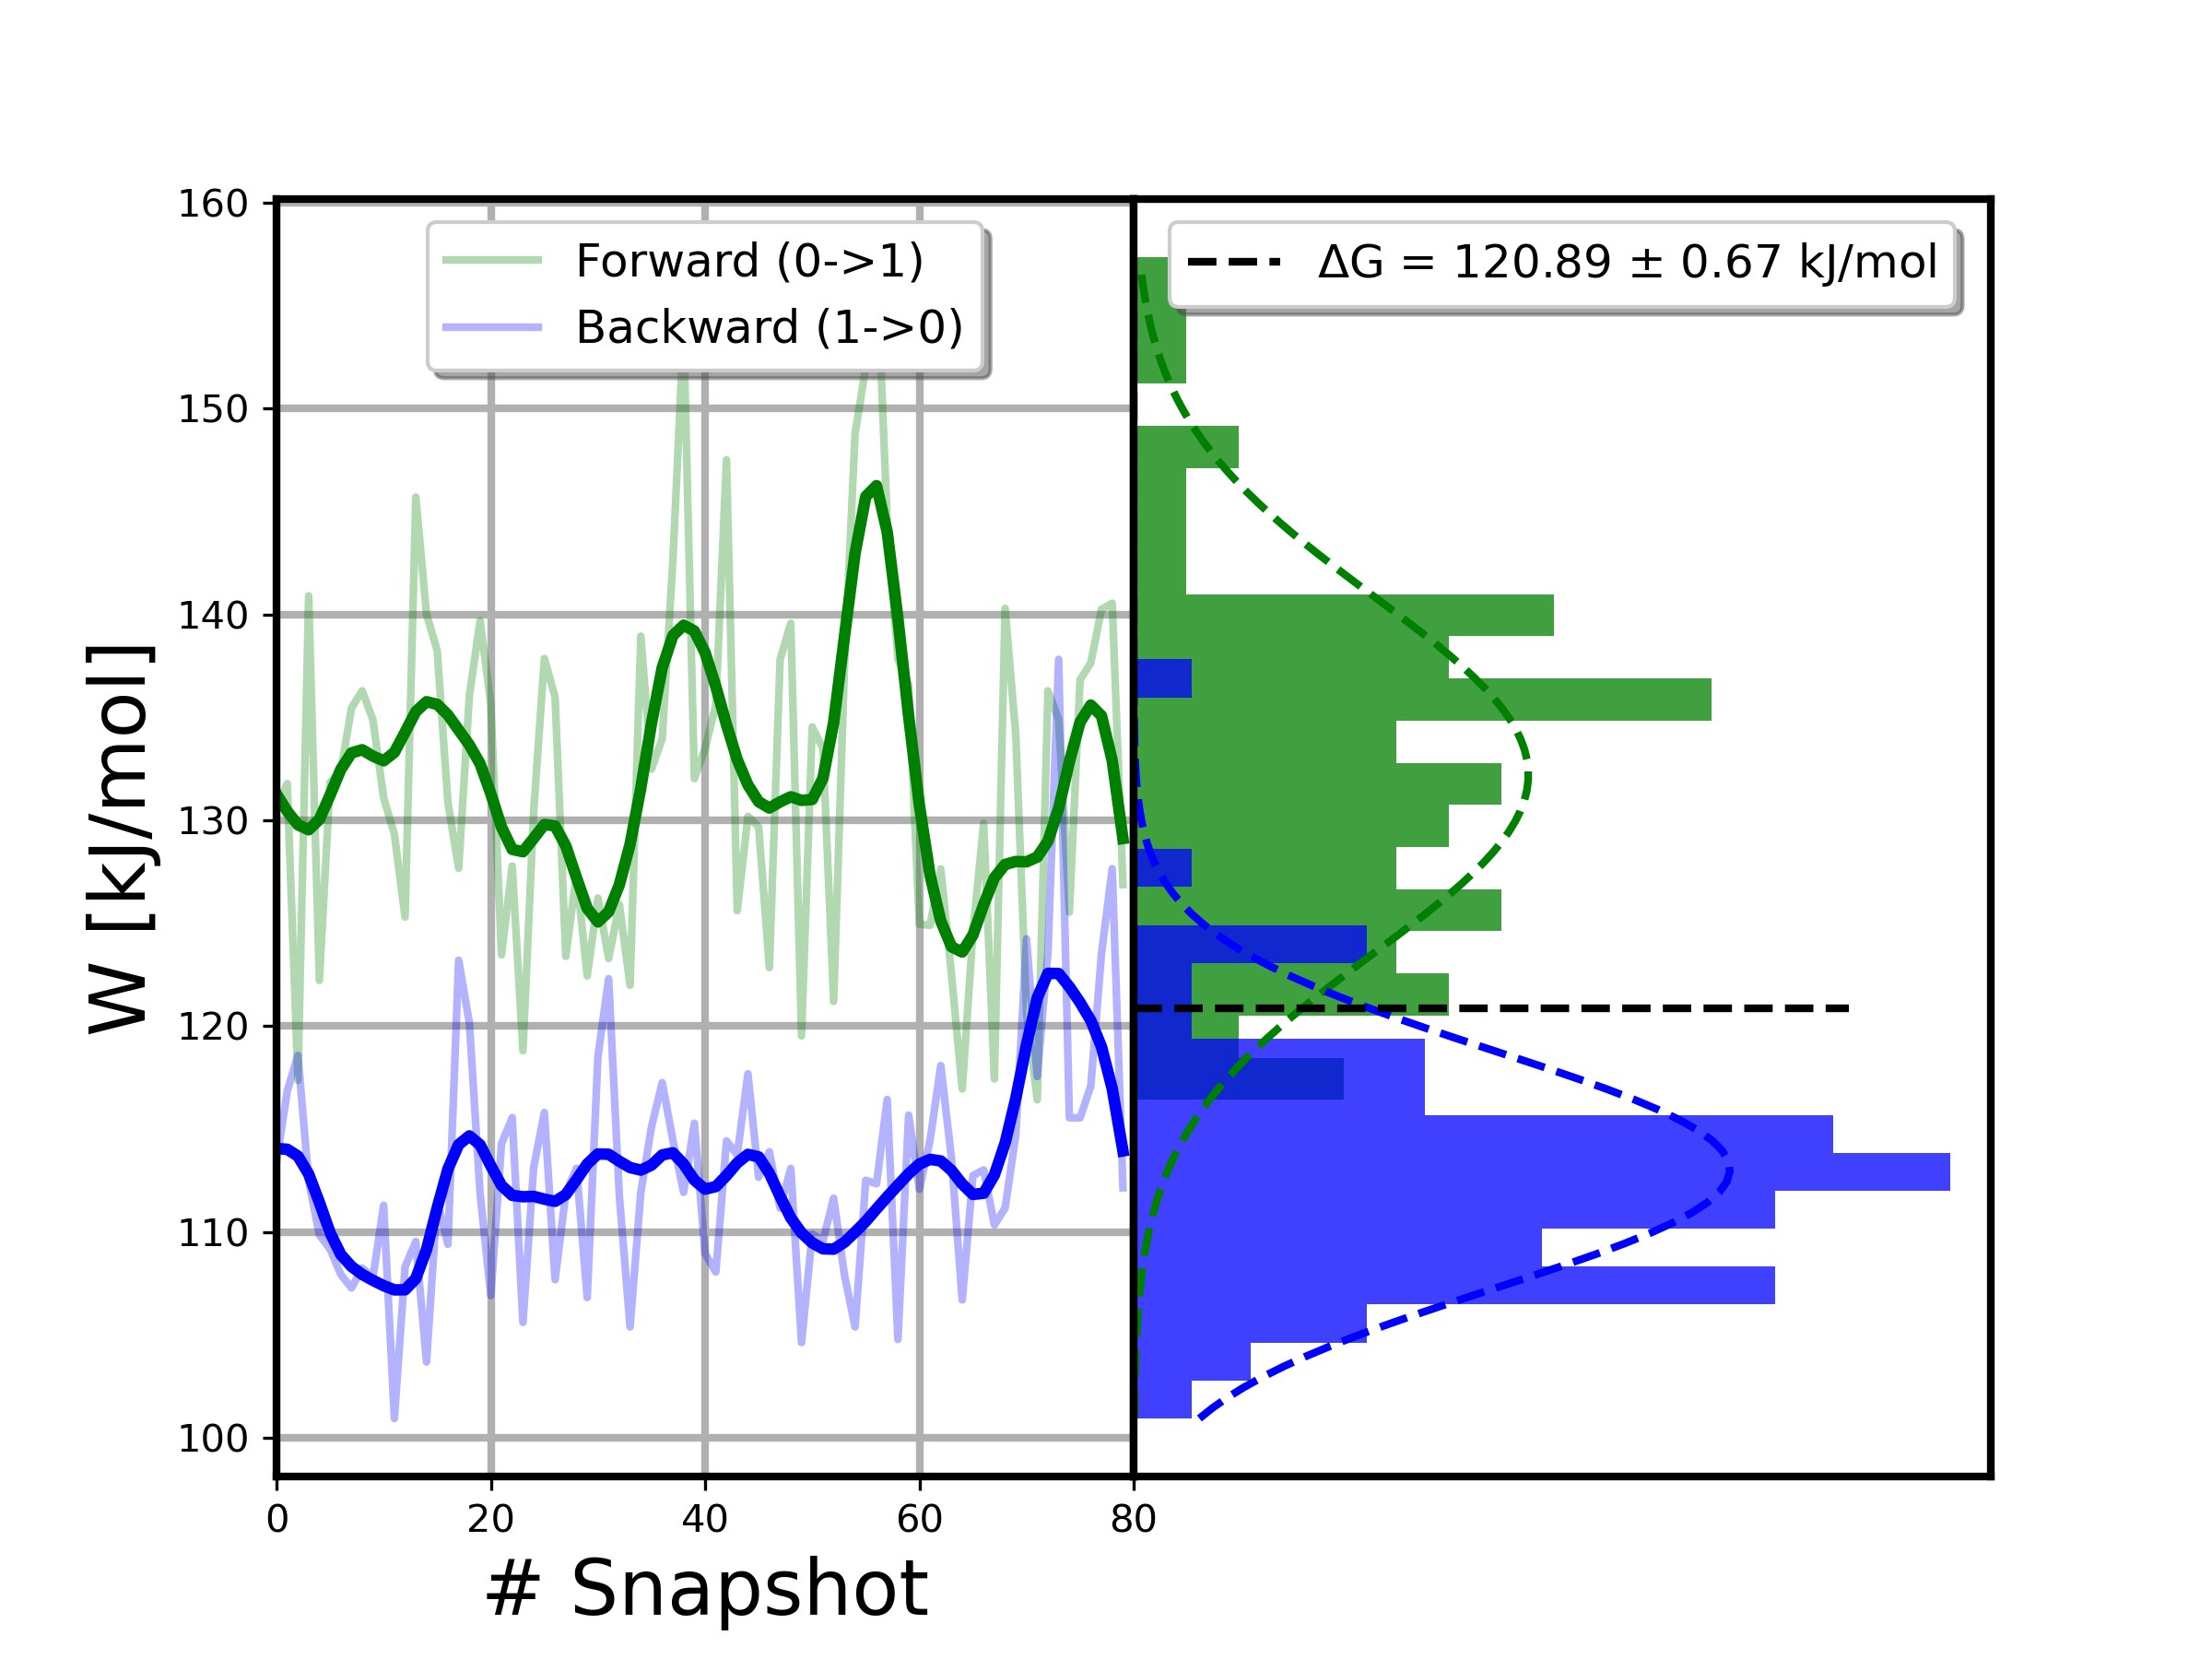 Forward (0->1)
Backward (1->0)
ΔG = 120.89 ± 0.67 kJ/mol
W [kJ/mol]
160
150
140
130
120
110
100
0 20 40 60 80
# Snapshot